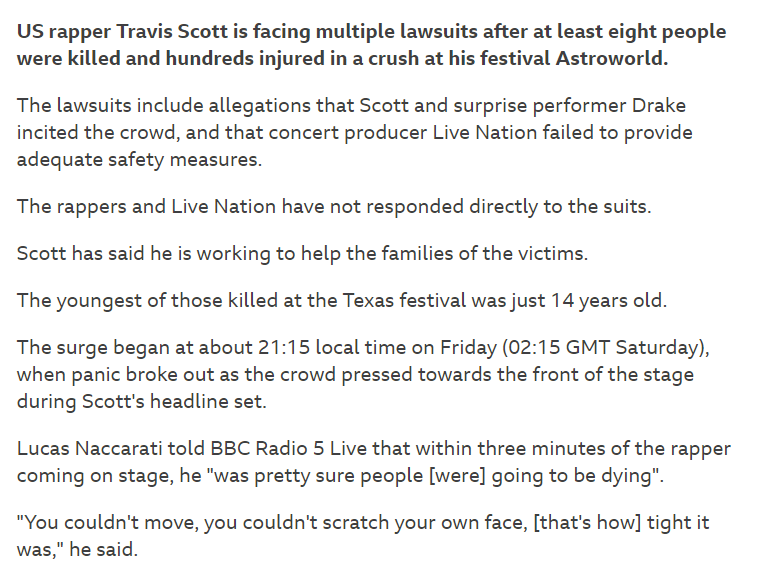 US rapper Travis Scott is facing multiple lawsuits after at least eight people
were killed and hundreds injured in a crush at his festival Astroworld.
The lawsuits include allegations that Scott and surprise performer Drake
incited the crowd, and that concert producer Live Nation failed to provide
adequate safety measures.
The rappers and Live Nation have not responded directly to the suits.
Scott has said he is working to help the families of the victims.
The youngest of those killed at the Texas festival was just 14 years old.
The surge began at about 21:15 local time on Friday (02:15 GMT Saturday),
when panic broke out as the crowd pressed towards the front of the stage
during Scott's headline set.
Lucas Naccarati told BBC Radio 5 Live that within three minutes of the rapper
coming on stage, he "was pretty sure people [were] going to be dying".
"You couldn't move, you couldn't scratch your own face, [that's how] tight it
was," he said.